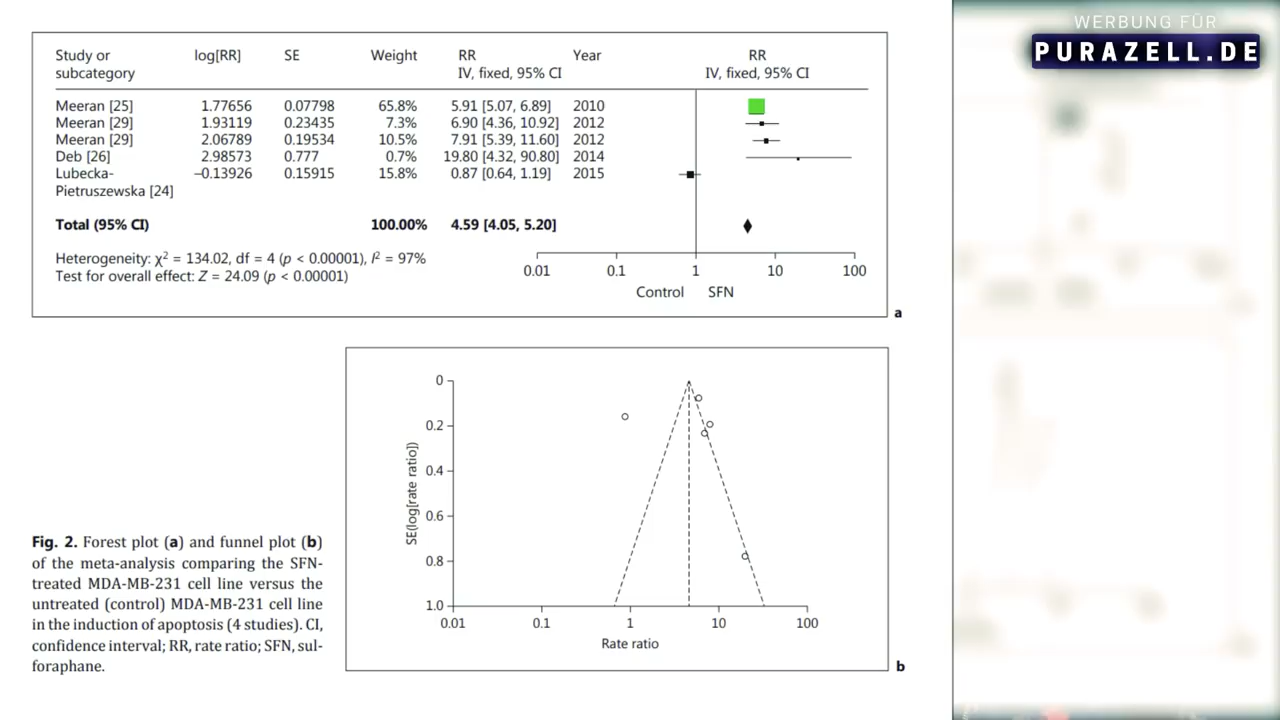 WERBUNG FÜR
PURAZELL.DE
Study or subcategory log[RR] SE Weight RR IV, fixed, 95% CI Year RR IV, fixed, 95% CI
Meeran [25] 1.77656 0.07798 65.8% 5.91 [5.07, 6.89] 2010
Meeran [29] 1.93119 0.23435 7.3% 6.90 [4.36, 10.92] 2012
Meeran [29] 2.06789 0.19534 10.5% 7.91 [5.39, 11.60] 2012
Deb [26] 2.98573 0.777 0.7% 19.80 [4.32, 90.80] 2014
Lubecka- –0.13926 0.15915 15.8% 0.87 [0.64, 1.19] 2015
Pietruszewska [24]
Total (95% CI) 100.00% 4.59 [4.05, 5.20]
Heterogeneity: χ2 = 134.02, df = 4 (p < 0.00001), I2 = 97%
Test for overall effect: Z = 24.09 (p < 0.00001)
0.01 0.1 1 10 100
Control SFN
a
0
0.2
0.4
0.6
0.8
1.0
SE(log[rate ratio])
0.01 0.1 1 10 100
Rate ratio
b
Fig. 2. Forest plot (a) and funnel plot (b)
of the meta-analysis comparing the SFN-
treated MDA-MB-231 cell line versus the
untreated (control) MDA-MB-231 cell line
in the induction of apoptosis (4 studies). CI,
confidence interval; RR, rate ratio; SFN, sul-
foraphane.